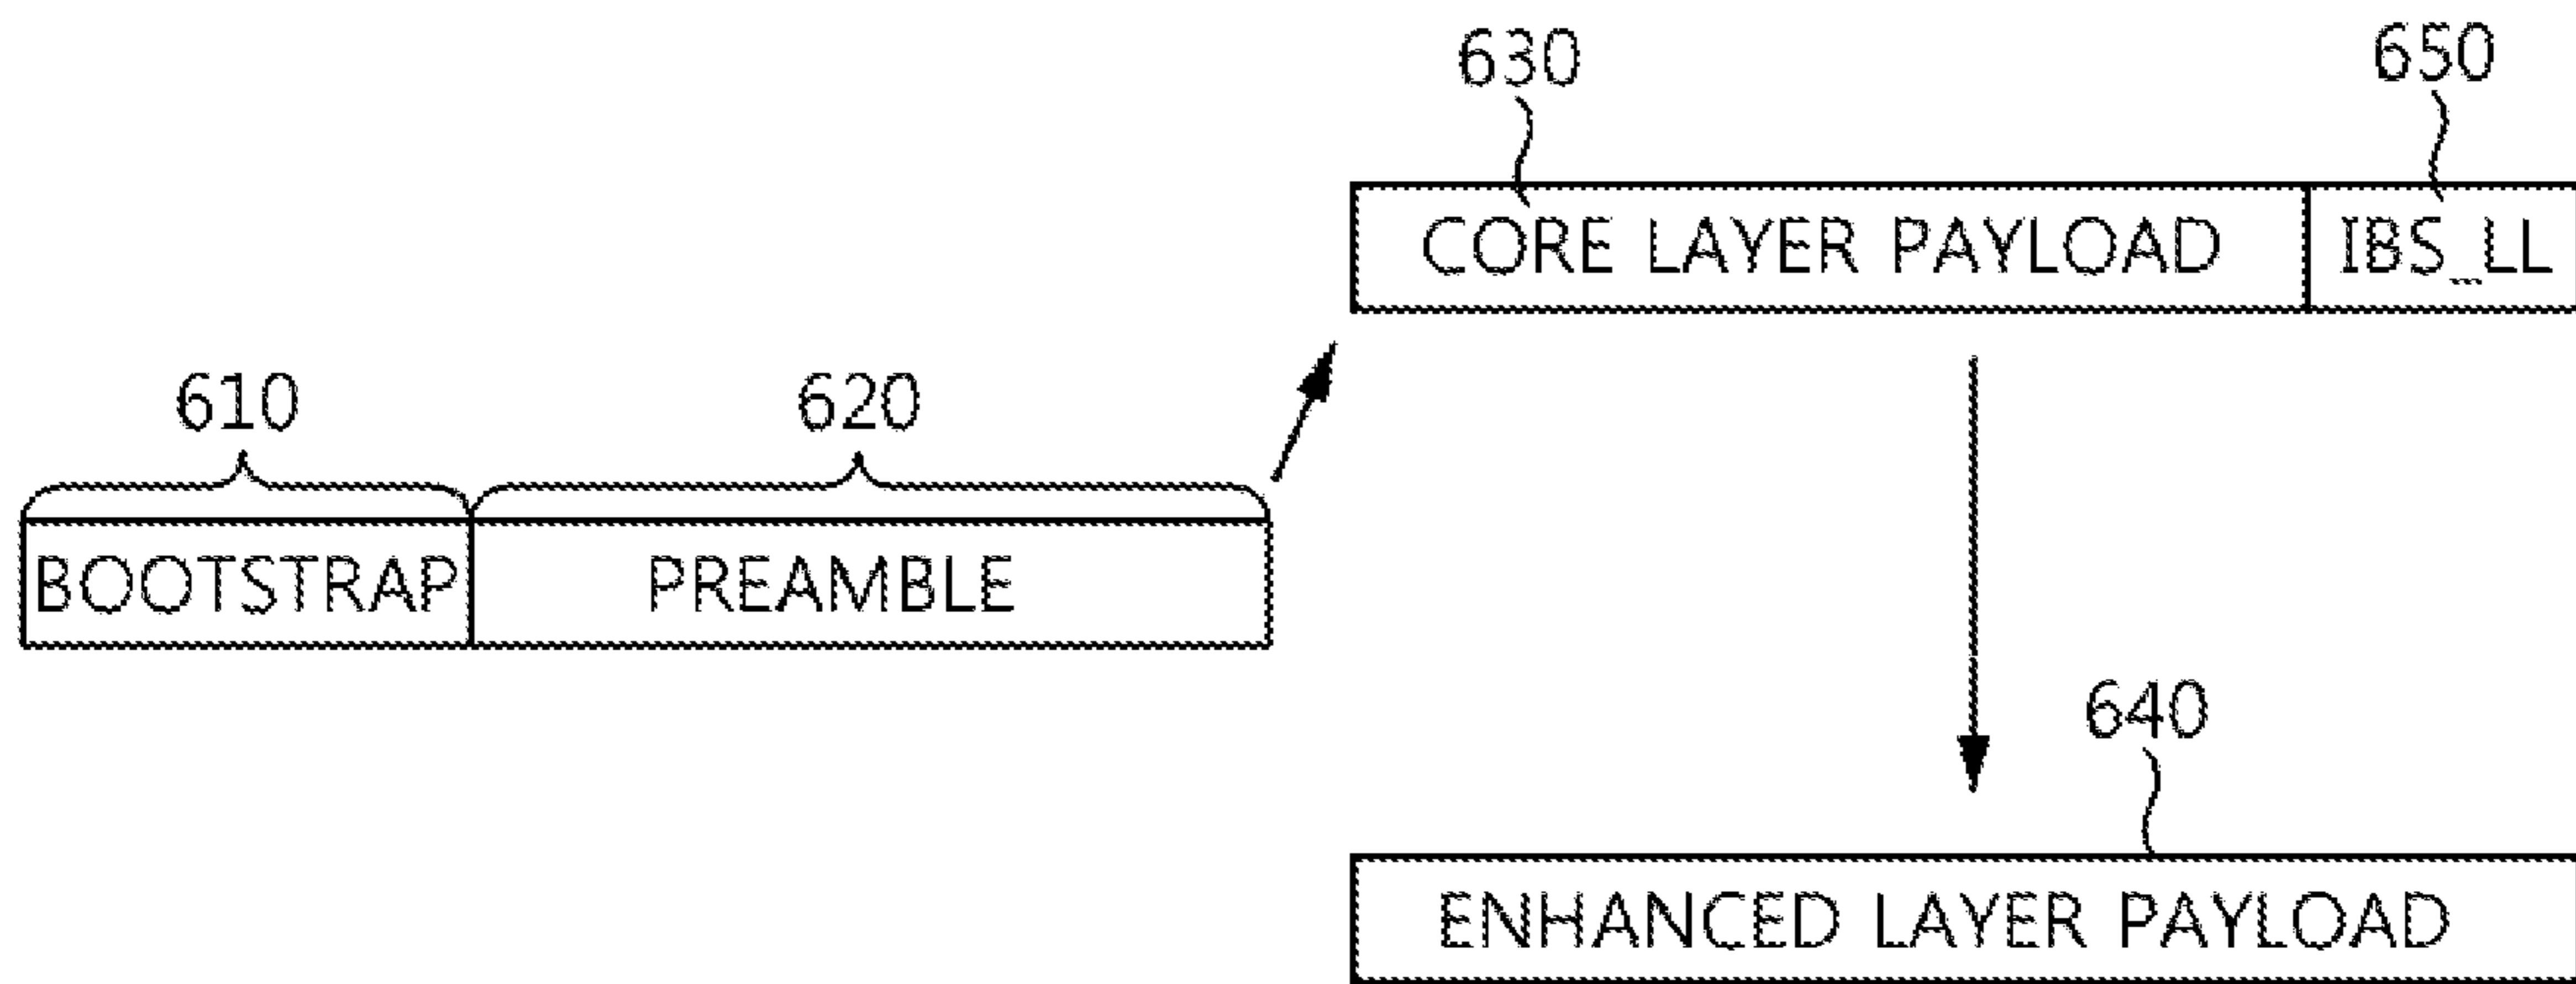 630
650
CORE LAYER PAYLOAD
IBS_LL
610
620
BOOTSTRAP
PREAMBLE
640
ENHANCED LAYER PAYLOAD